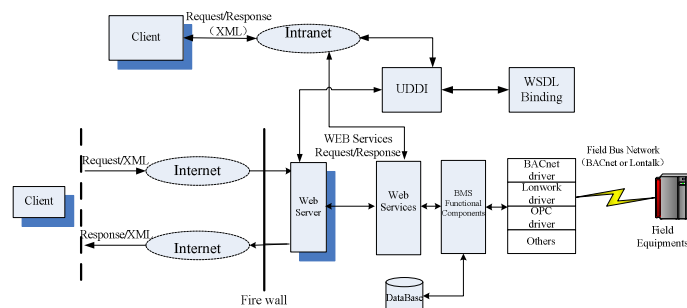 Request/Response
(XML)
Client
Intranet
UDDI
WSDL
Binding
WEB Services
Request/Response
Request/XML
Internet
Client
Response/XML
Internet
Fire wall
Web
Server
Web
Services
BMS
Functional
Components
DataBase
BACnet
driver
Lonwork
driver
OPC
driver
Others
Field Bus Network
(BACnet or Lontalk)
Field
Equipments